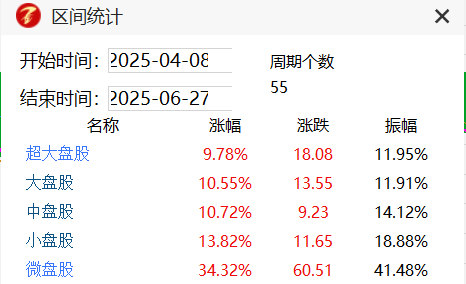 区间统计
开始时间：2025-04-08 周期个数
55
结束时间：2025-06-27
名称 涨幅 涨跌 振幅
超大盘股 9.78% 18.08 11.95%
大盘股 10.55% 13.55 11.91%
中盘股 10.72% 9.23 14.12%
小盘股 13.82% 11.65 18.88%
微盘股 34.32% 60.51 41.48%